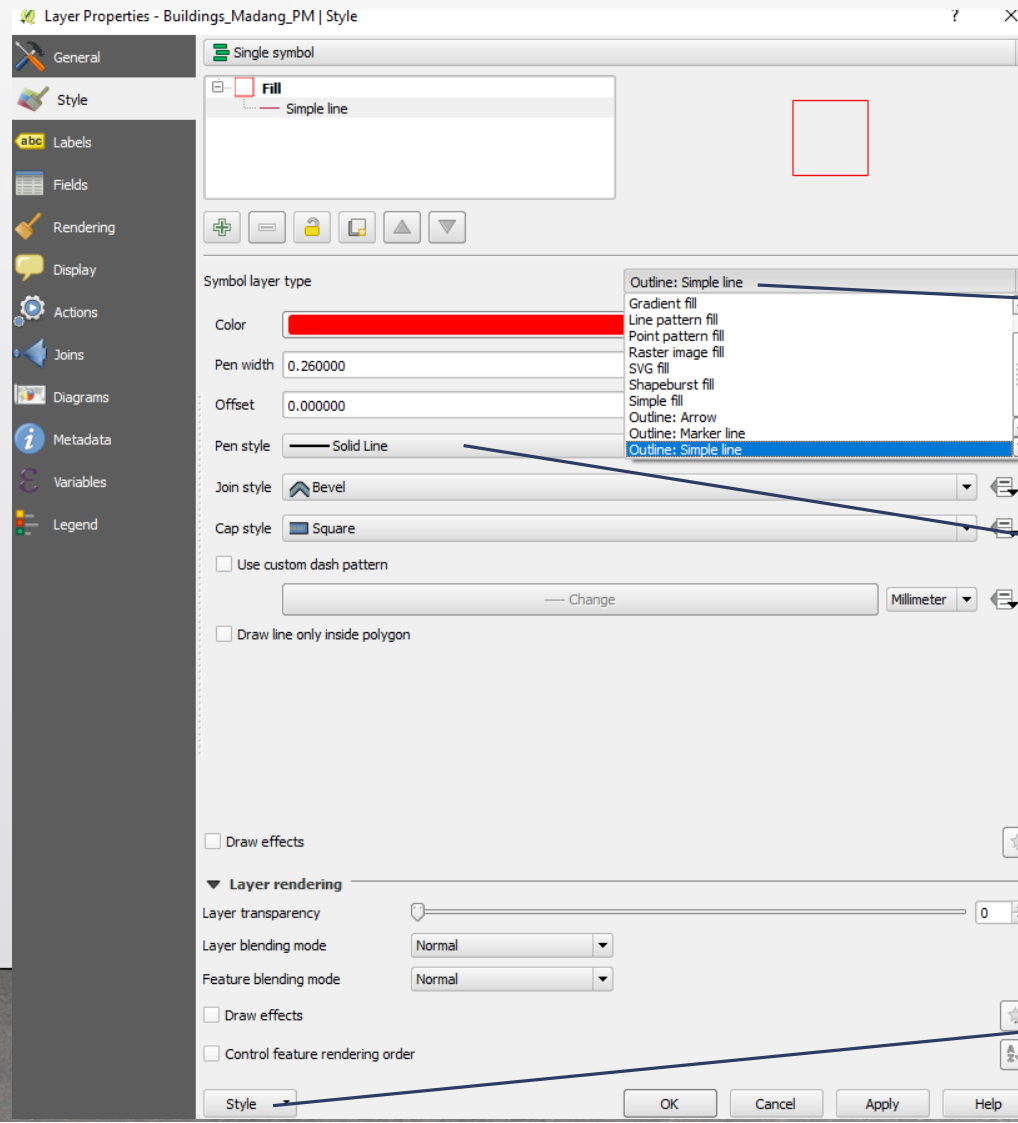 Layer Properties - Buildings_Madang_PM | Style
?
General
Style
abc Labels
Fields
Rendering
Display
Actions
Joins
Diagrams
Metadata
Variables
Legend
Single symbol
Fill
Simple line
Symbol layer type
Outline: Simple line
Gradient fill
Line pattern fill
Point pattern fill
Raster image fill
SVG fill
Shapeburst fill
Simple fill
Outline: Arrow
Outline: Marker line
Outline: Simple line
Color
Pen width 0.260000
Offset 0.000000
Pen style Solid Line
Join style Bevel
Cap style Square
Use custom dash pattern
Change Millimeter
Draw line only inside polygon
Draw effects
Layer rendering
Layer transparency 0
Layer blending mode Normal
Feature blending mode Normal
Draw effects
Control feature rendering order
A
Z
Style OK Cancel Apply Help